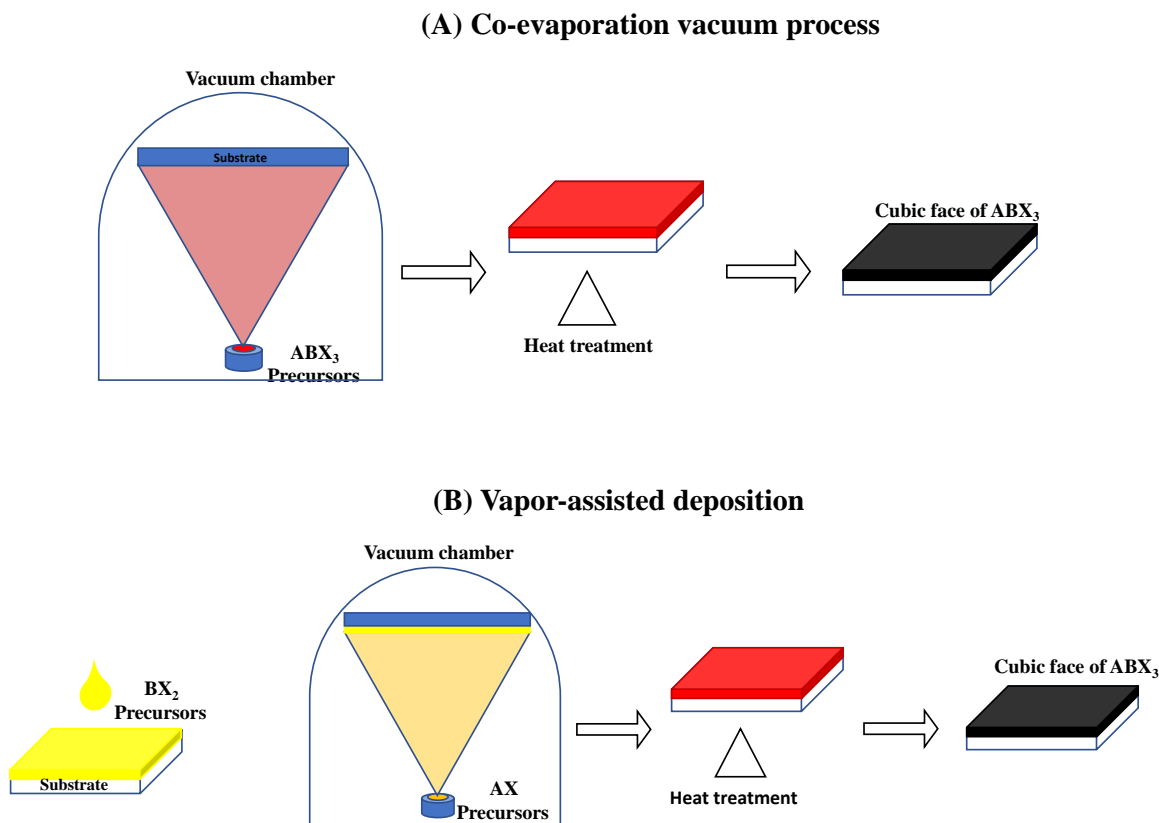 (A) Co-evaporation vacuum process
Vacuum chamber
Substrate
Cubic face of ABX₃
Heat treatment
ABX₃
Precursors
(B) Vapor-assisted deposition
Vacuum chamber
Cubic face of ABX₃
BX₂
Precursors
Substrate
AX
Precursors
Heat treatment